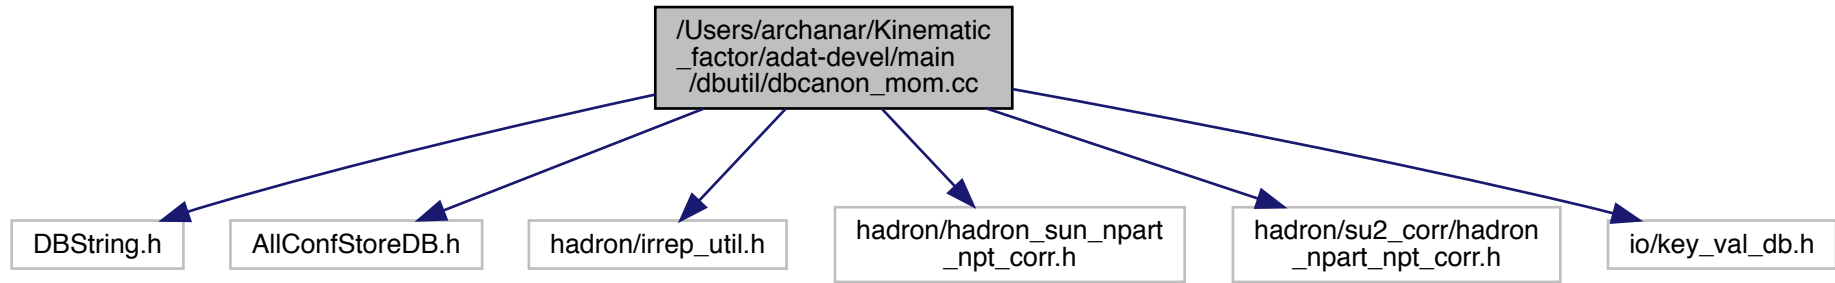 /Users/archanar/Kinematic
_factor/adat-devel/main
/dbutil/dbcanon_mom.cc
DBString.h
AllConfStoreDB.h
hadron/irrep_util.h
hadron/hadron_sun_npart
_npt_corr.h
hadron/su2_corr/hadron
_npart_npt_corr.h
io/key_val_db.h